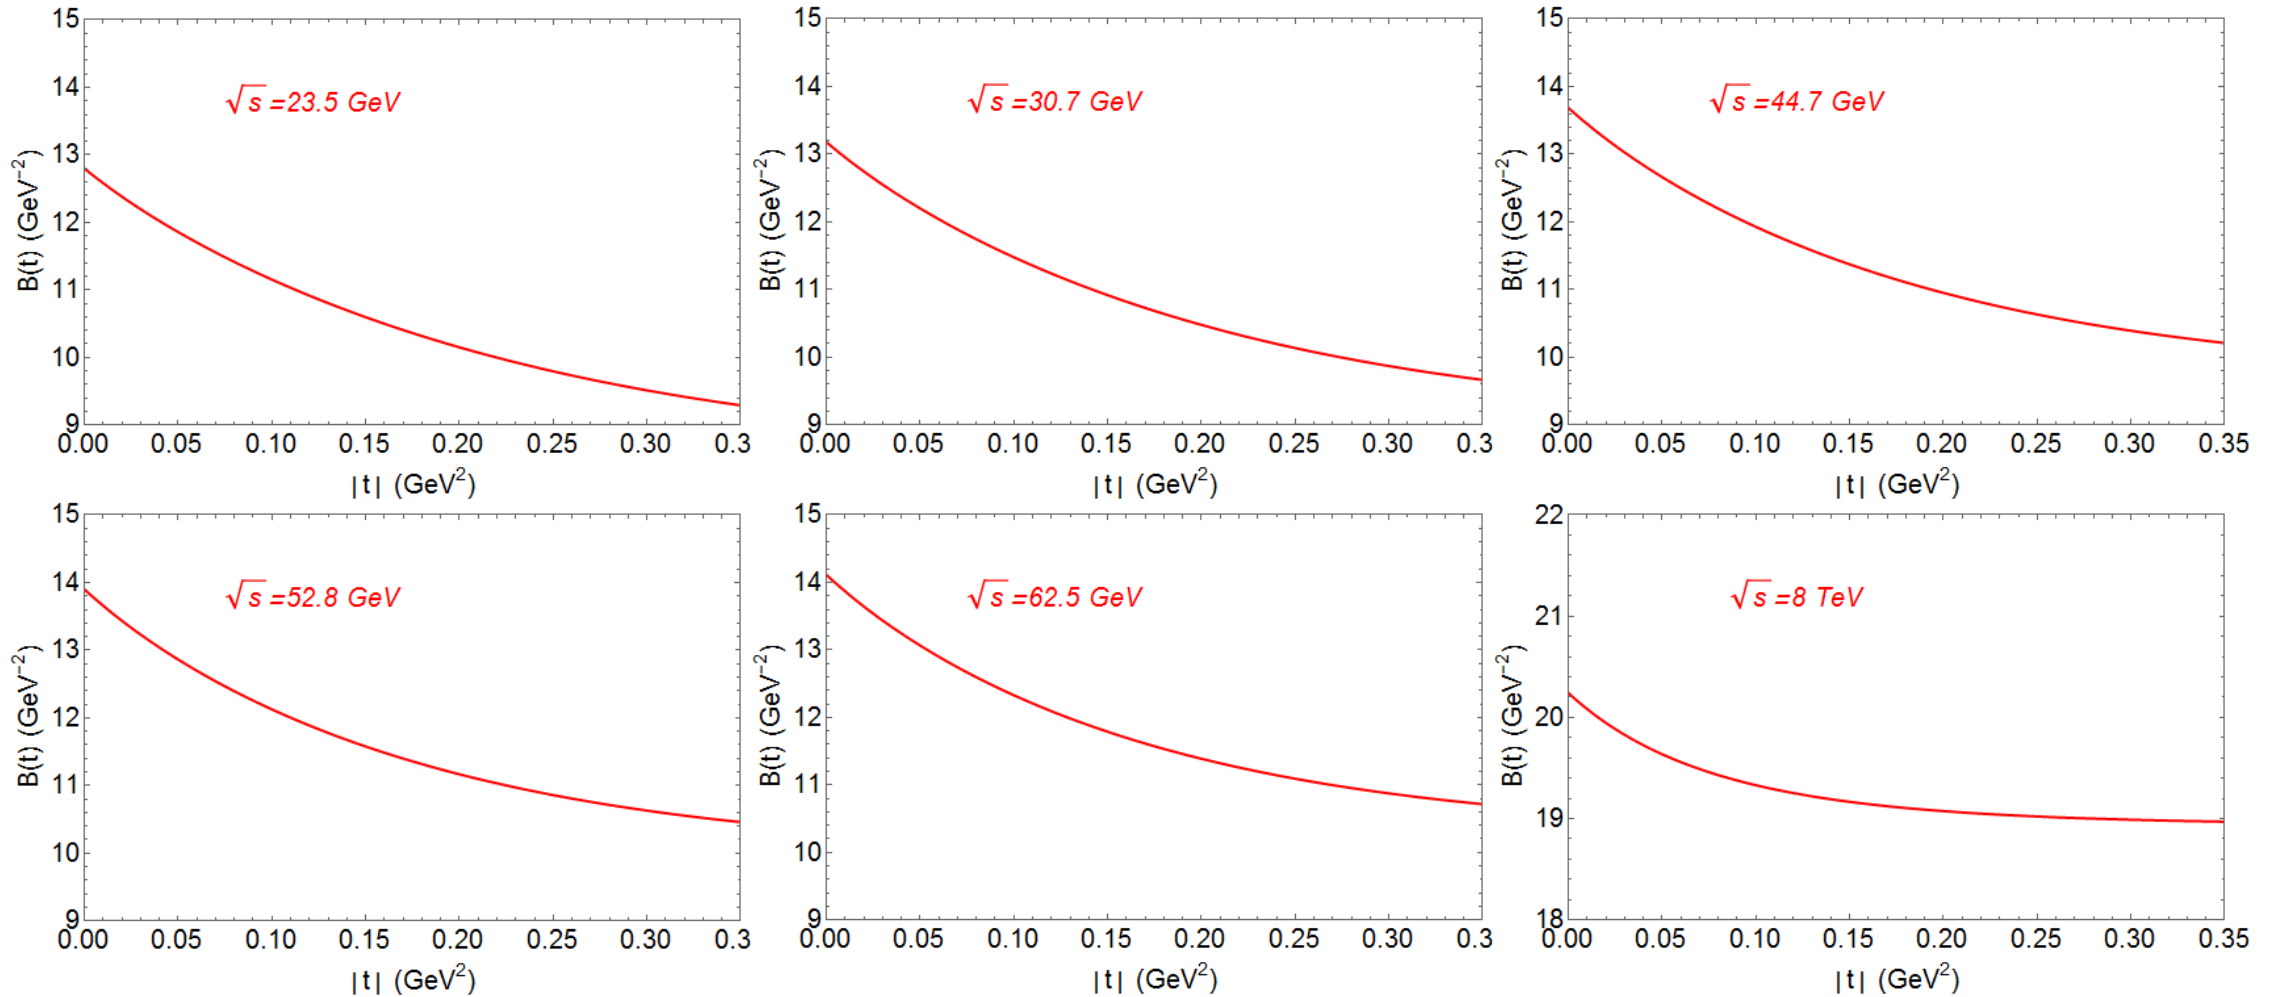 15
14
13
12
11
10
9
B(t) (GeV⁻²)
√s =23.5 GeV
0.00 0.05 0.10 0.15 0.20 0.25 0.30 0.3
|t| (GeV²)
15
14
13
12
11
10
9
B(t) (GeV⁻²)
√s =30.7 GeV
0.00 0.05 0.10 0.15 0.20 0.25 0.30 0.3
|t| (GeV²)
15
14
13
12
11
10
9
B(t) (GeV⁻²)
√s =44.7 GeV
0.00 0.05 0.10 0.15 0.20 0.25 0.30 0.35
|t| (GeV²)
15
14
13
12
11
10
9
B(t) (GeV⁻²)
√s =52.8 GeV
0.00 0.05 0.10 0.15 0.20 0.25 0.30 0.3
|t| (GeV²)
15
14
13
12
11
10
9
B(t) (GeV⁻²)
√s =62.5 GeV
0.00 0.05 0.10 0.15 0.20 0.25 0.30 0.3
|t| (GeV²)
22
21
20
19
18
B(t) (GeV⁻²)
√s =8 TeV
0.00 0.05 0.10 0.15 0.20 0.25 0.30 0.35
|t| (GeV²)